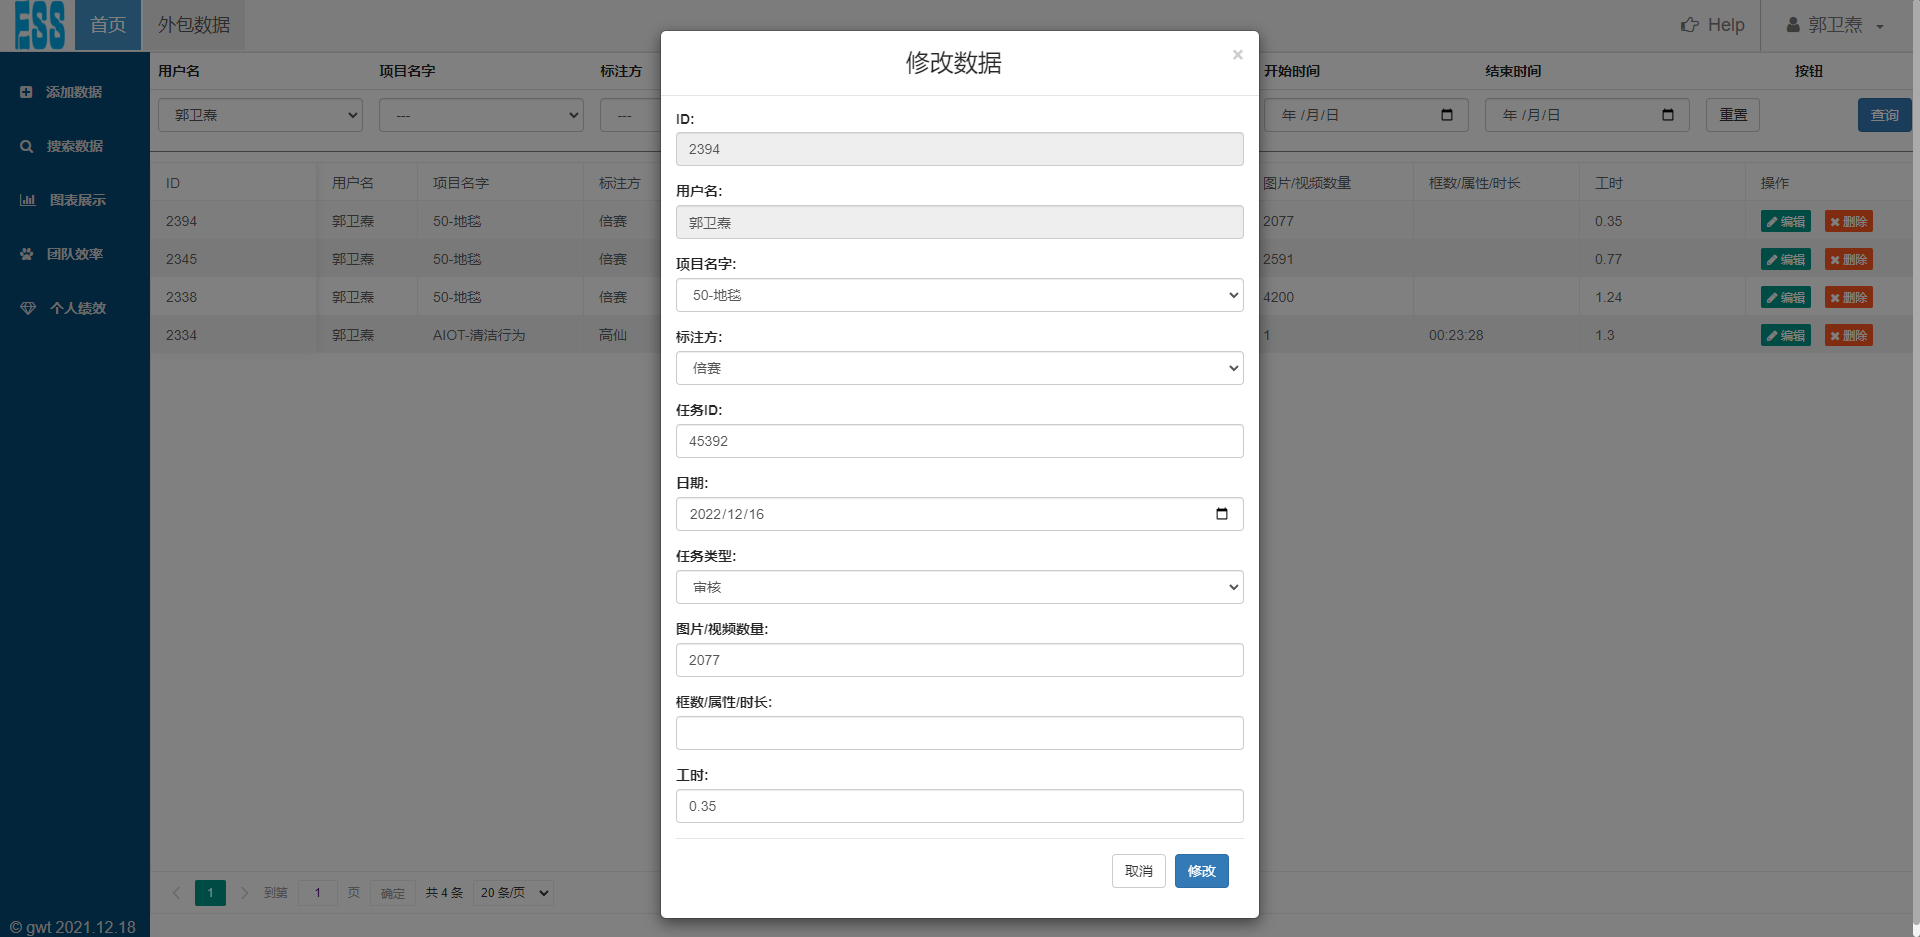 ESS 首页 外包数据 Help 郭卫焘
添加数据
搜索数据
图表展示
团队效率
个人绩效
© gwt 2021.12.18
用户名 项目名字 标注方 开始时间 结束时间 按钮
郭卫焘 --- --- 年 /月/日 年 /月/日 重置 查询
ID 用户名 项目名字 标注方 图片/视频数量 框数/属性/时长 工时 操作
2394 郭卫焘 50-地毯 倍赛 2077 0.35 编辑 删除
2345 郭卫焘 50-地毯 倍赛 2591 0.77 编辑 删除
2338 郭卫焘 50-地毯 倍赛 4200 1.24 编辑 删除
2334 郭卫焘 AIOT-清洁行为 高仙 1 00:23:28 1.3 编辑 删除
1 到第 1 页 确定 共 4 条 20 条/页
修改数据 ×
ID:
2394
用户名:
郭卫焘
项目名字:
50-地毯
标注方:
倍赛
任务ID:
45392
日期:
2022/12/16
任务类型:
审核
图片/视频数量:
2077
框数/属性/时长:
工时:
0.35
取消 修改